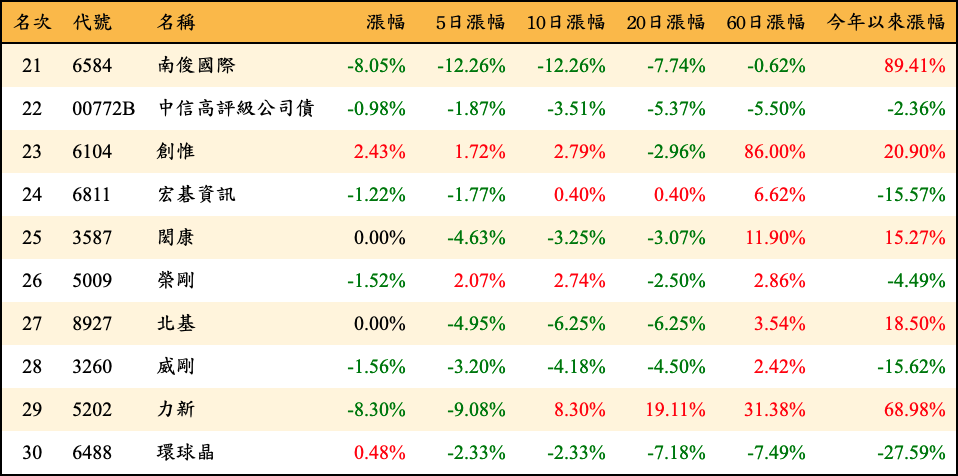 名次 代號 名稱 漲幅 5日漲幅 10日漲幅 20日漲幅 60日漲幅 今年以來漲幅
21 6584 南俊國際 -8.05% -12.26% -12.26% -7.74% -0.62% 89.41%
22 00772B 中信高評級公司債 -0.98% -1.87% -3.51% -5.37% -5.50% -2.36%
23 6104 創惟 2.43% 1.72% 2.79% -2.96% 86.00% 20.90%
24 6811 宏碁資訊 -1.22% -1.77% 0.40% 0.40% 6.62% -15.57%
25 3587 閎康 0.00% -4.63% -3.25% -3.07% 11.90% 15.27%
26 5009 榮剛 -1.52% 2.07% 2.74% -2.50% 2.86% -4.49%
27 8927 北基 0.00% -4.95% -6.25% -6.25% 3.54% 18.50%
28 3260 威剛 -1.56% -3.20% -4.18% -4.50% 2.42% -15.62%
29 5202 力新 -8.30% -9.08% 8.30% 19.11% 31.38% 68.98%
30 6488 環球晶 0.48% -2.33% -2.33% -7.18% -7.49% -27.59%